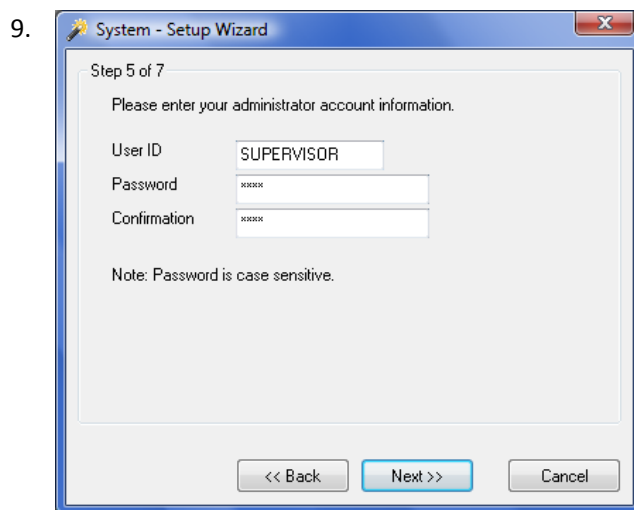 9.
System - Setup Wizard
X
Step 5 of 7
Please enter your administrator account information.
User ID SUPERVISOR
Password ****
Confirmation ****
Note: Password is case sensitive.
<< Back Next >> Cancel